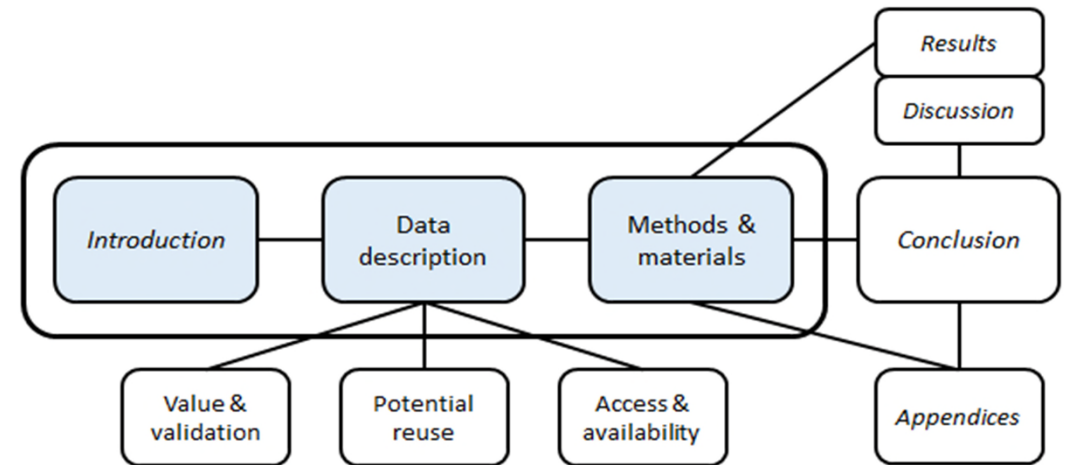 Results
Discussion
Introduction
Data
description
Methods &
materials
Conclusion
Value &
validation
Potential
reuse
Access &
availability
Appendices